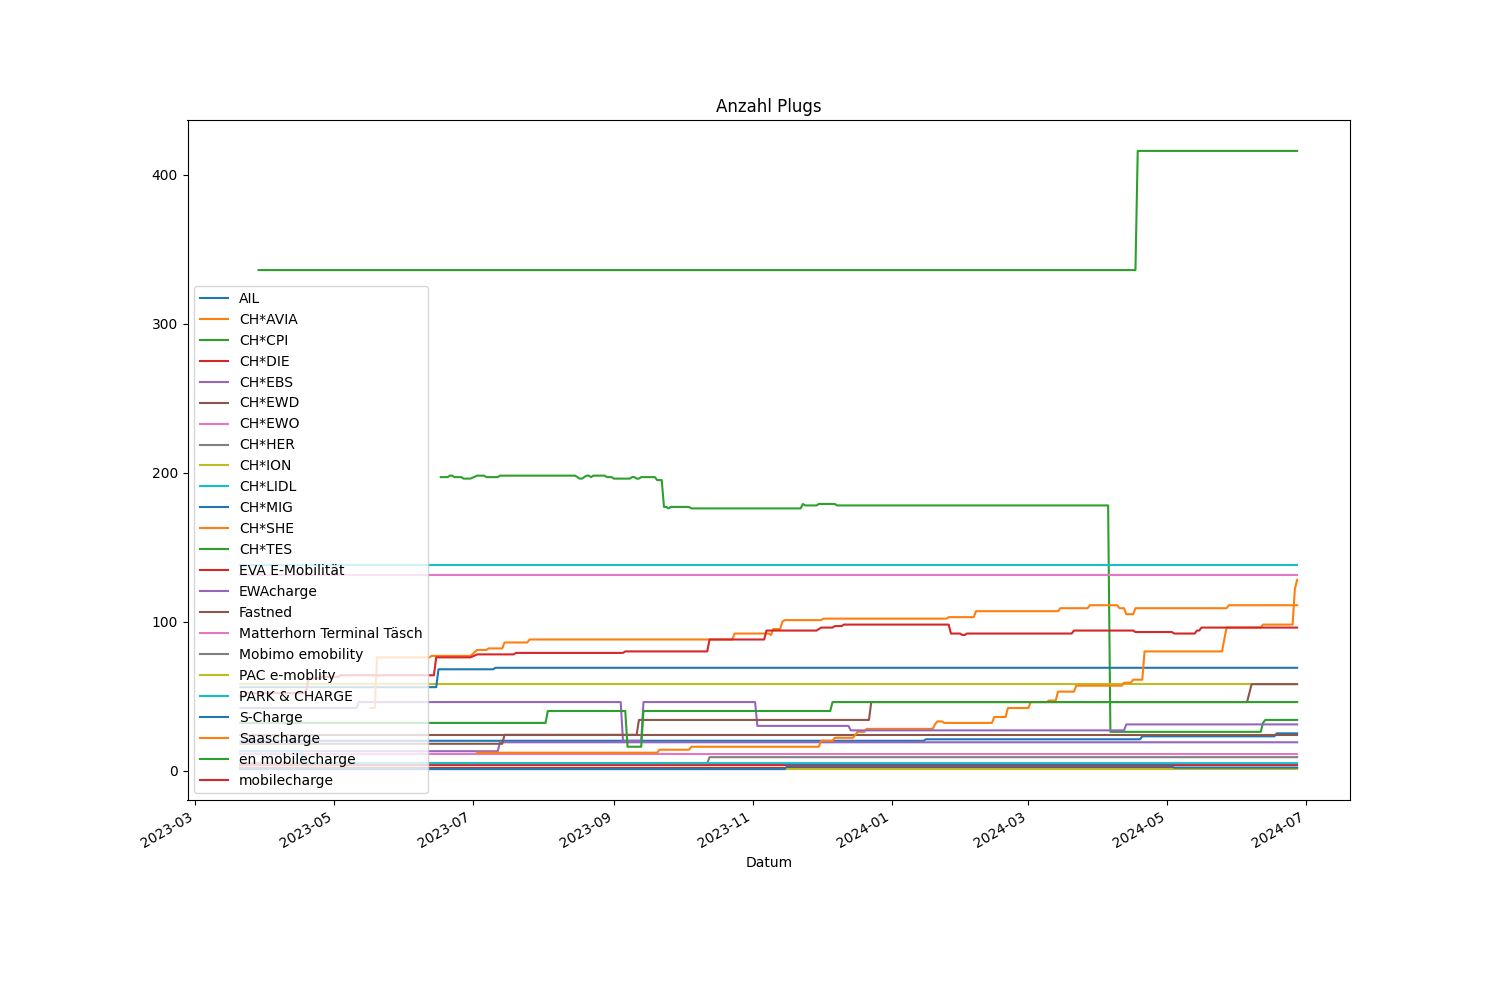 Anzahl Plugs
400
300
200
100
0
AIL
CH*AVIA
CH*CPI
CH*DIE
CH*EBS
CH*EWD
CH*EWO
CH*HER
CH*ION
CH*LIDL
CH*MIG
CH*SHE
CH*TES
EVA E-Mobilität
EWAcharge
Fastned
Matterhorn Terminal Täsch
Mobimo emobility
PAC e-moblity
PARK & CHARGE
S-Charge
Saascharge
en mobilecharge
mobilecharge
2023-03
2023-05
2023-07
2023-09
2023-11
2024-01
2024-03
2024-05
2024-07
Datum